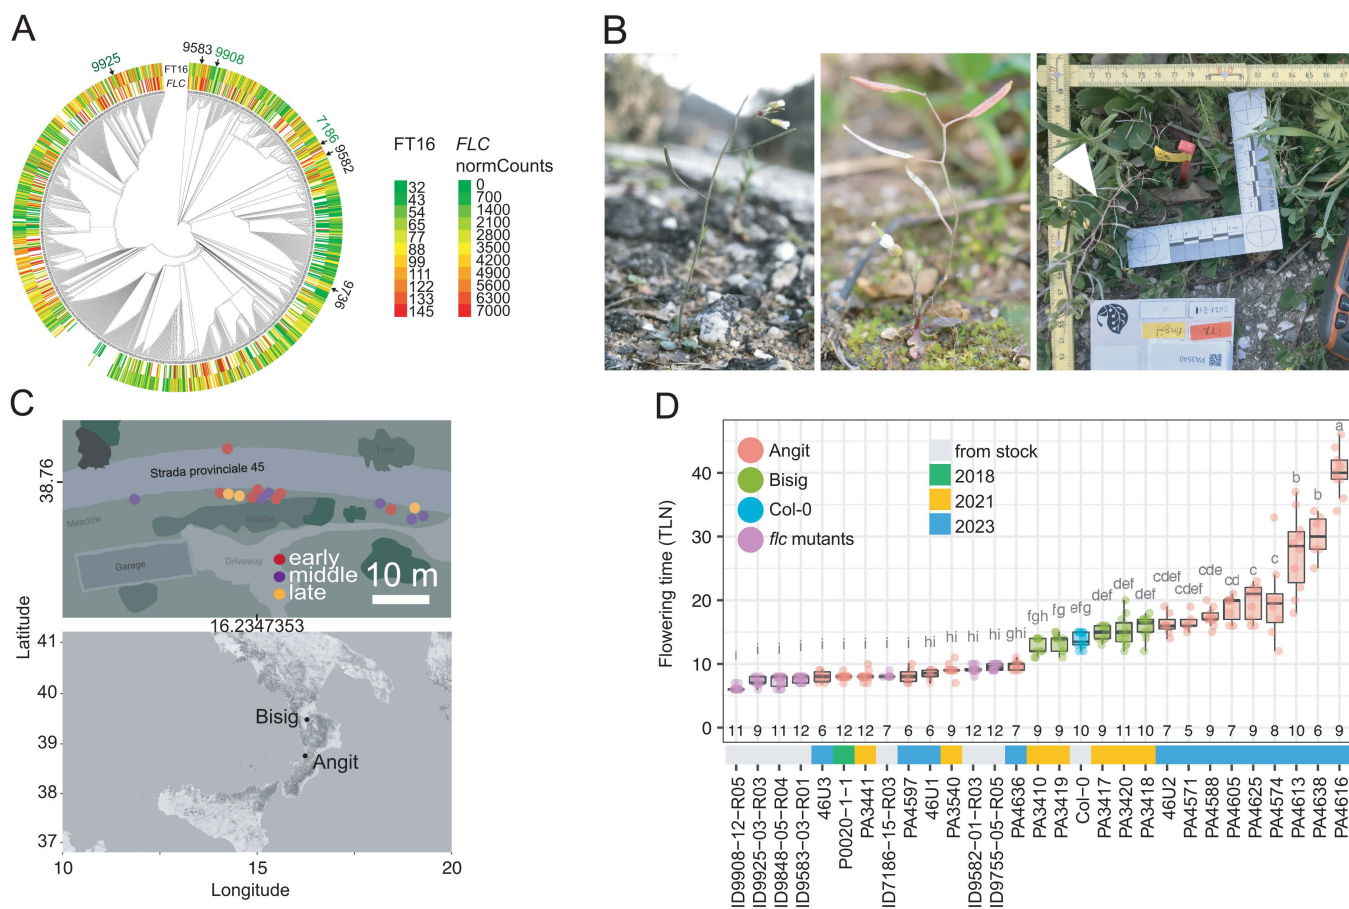 A
9925
9583
9908
FT16
FLC
7186
9582
9736
FT16
32
43
54
65
77
88
99
111
122
133
145
FLC
normCounts
0
700
1400
2100
2800
3500
4200
4900
5600
6300
7000
B
PA3540
C
38.76
Strada provinciale 45
Tree
Meadow
Shrubs
Garage
Driveway
early
middle
late
10 m
16.2347353
Latitude
41
40
39
38
37
Bisig
Angit
10
15
20
Longitude
D
Flowering time (TLN)
40
30
20
10
0
Angit
Bisig
Col-0
flc mutants
from stock
2018
2021
2023
i i i i i i i i hi hi hi ghi fgh fg efg def def def cdef cdef cde cd c c b b a
11 9 11 12 6 12 12 8 7 6 9 12 12 7 9 9 10 9 11 10 7 5 9 7 9 8 10 6 9
ID9908-12-R05
ID9925-03-R03
ID9848-05-R04
ID9583-03-R01
46U3
P0020-1-1
PA3441
ID7186-15-R03
PA4597
46U1
PA3540
ID9582-01-R03
ID9755-05-R05
PA4636
PA3410
PA3419
Col-0
PA3417
PA3420
PA3418
46U2
PA4571
PA4588
PA4605
PA4625
PA4574
PA4613
PA4638
PA4616